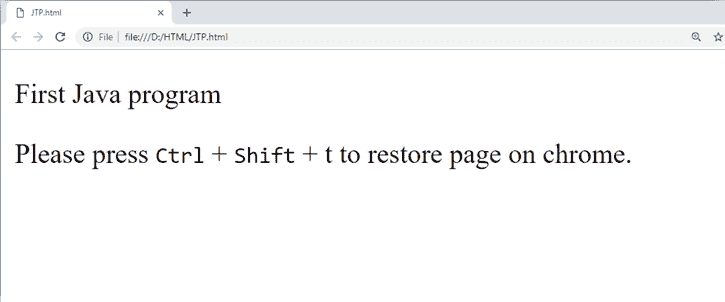 JTP.html
File | file:///D:/HTML/JTP.html
First Java program
Please press Ctrl + Shift + t to restore page on chrome.